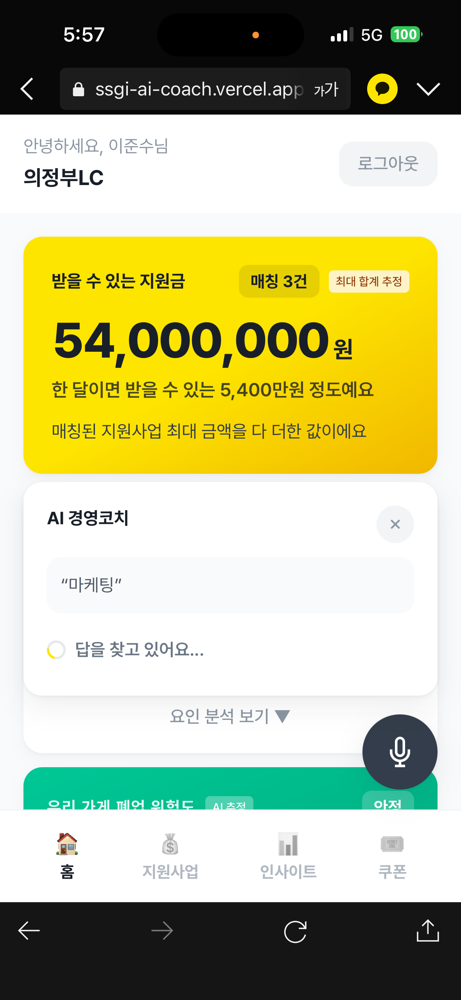 5:57
5G
100
ssgi-ai-coach.vercel.app
가가
안녕하세요, 이준수님
의정부LC
로그아웃
받을 수 있는 지원금
매칭 3건
최대 합계 추정
54,000,000원
한 달이면 받을 수 있는 5,400만원 정도예요
매칭된 지원사업 최대 금액을 다 더한 값이에요
AI 경영코치
×
“마케팅”
답을 찾고 있어요...
요인 분석 보기 ▼
우리 가게 폐업 위험도
AI 추정
안정
ADMIT
ONE
홈
지원사업
인사이트
쿠폰